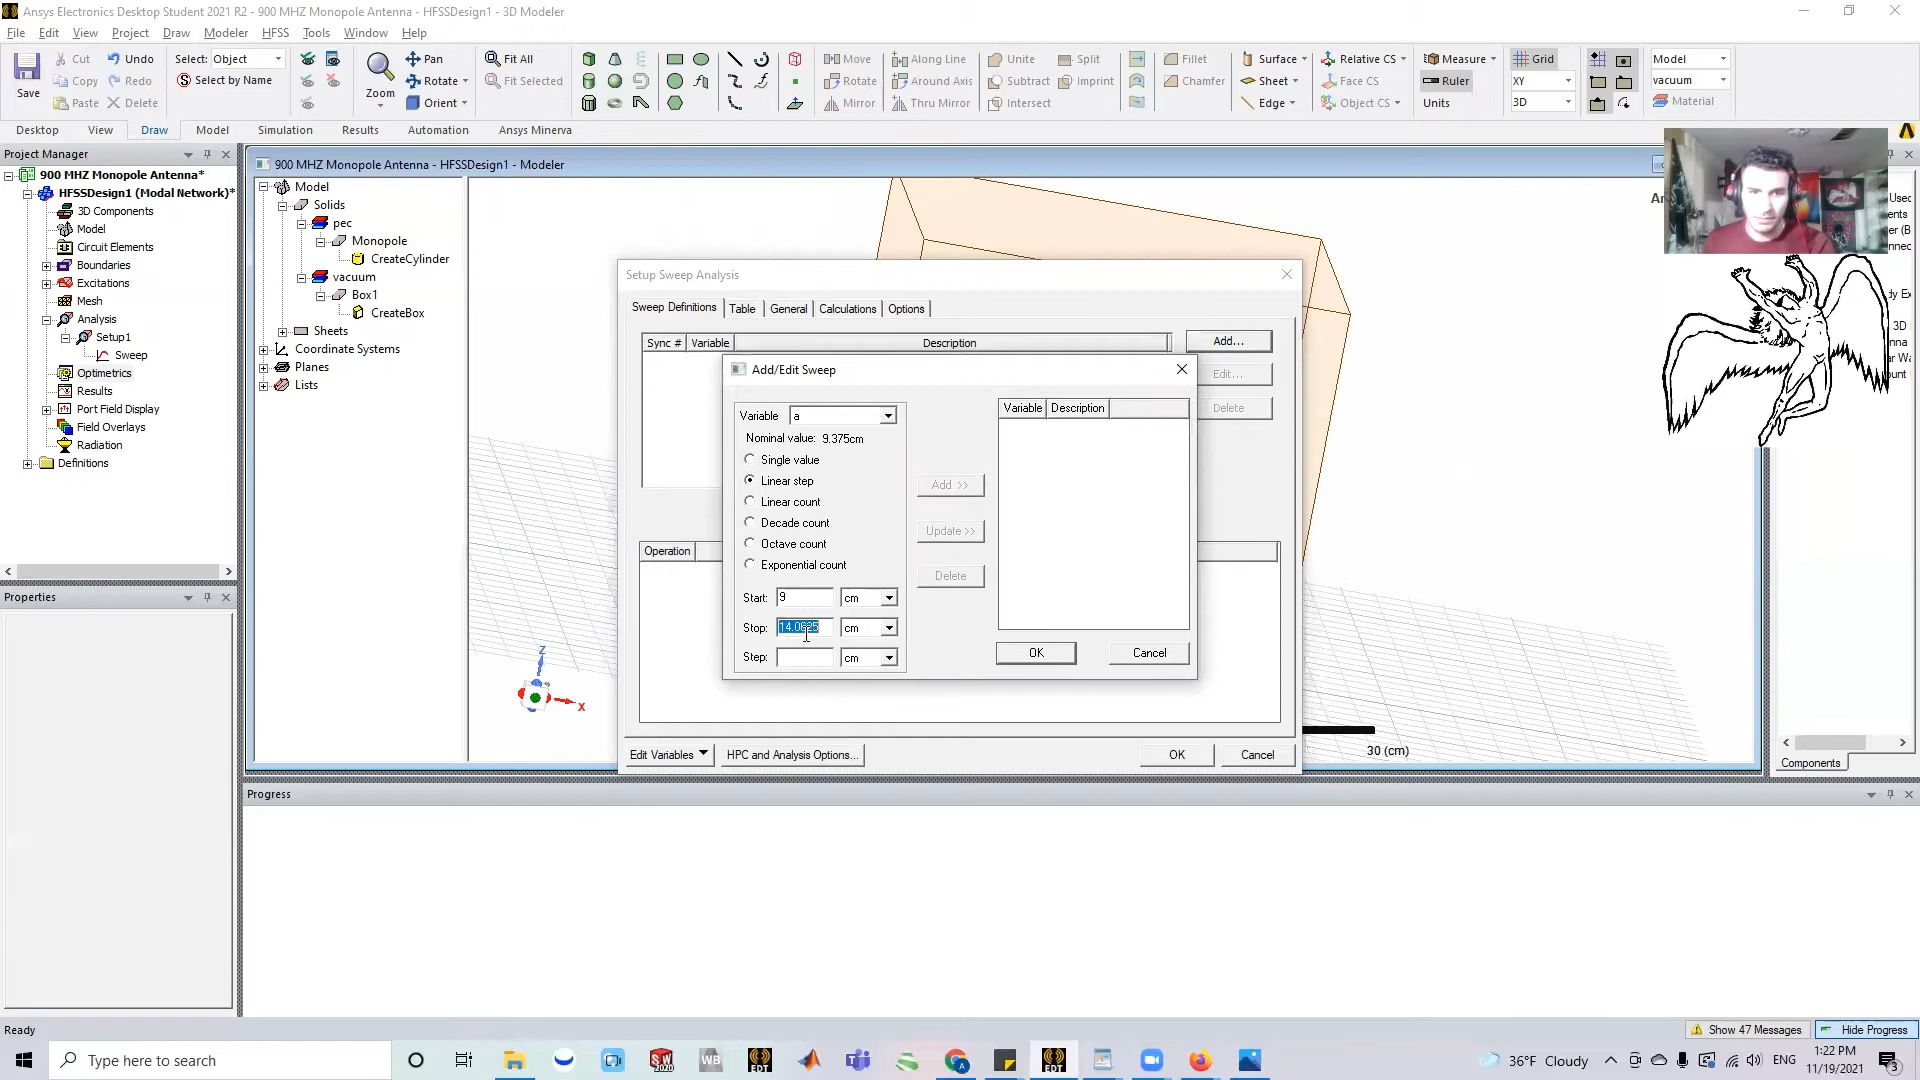 Ansys Electronics Desktop Student 2021 R2 - 900 MHZ Monopole Antenna - HFSSDesign1 - 3D Modeler
File Edit View Project Draw Modeler HFSS Tools Window Help
Save
Cut
Copy
Paste
Undo
Redo
Delete
Select: Object
Select by Name
Zoom
Pan
Rotate
Orient
Fit All
Fit Selected
Move
Rotate
Mirror
Along Line
Around Axis
Thru Mirror
Unite
Subtract
Intersect
Split
Imprint
Fillet
Chamfer
Surface
Sheet
Edge
Relative CS
Face CS
Object CS
Measure
Ruler
Units
Grid
XY
3D
Model
vacuum
Material
Desktop View Draw Model Simulation Results Automation Ansys Minerva
Project Manager
900 MHZ Monopole Antenna*
HFSSDesign1 (Modal Network)*
3D Components
Model
Circuit Elements
Boundaries
Excitations
Mesh
Analysis
Setup1
Sweep
Optimetrics
Results
Port Field Display
Field Overlays
Radiation
Definitions
Properties
900 MHZ Monopole Antenna - HFSSDesign1 - Modeler
Model
Solids
pec
Monopole
CreateCylinder
vacuum
Box1
CreateBox
Sheets
Coordinate Systems
Planes
Lists
Setup Sweep Analysis
Sweep Definitions Table General Calculations Options
Sync # Variable Description
Add...
Edit...
Delete
Operation
Edit Variables
HPC and Analysis Options...
OK
Cancel
Add/Edit Sweep
Variable a
Nominal value: 9.375cm
Single value
Linear step
Linear count
Decade count
Octave count
Exponential count
Start: 9 cm
Stop: 14.0625 cm
Step: cm
Add >>
Update >>
Delete
Variable Description
OK
Cancel
Z
X
30 (cm)
Components
Progress
Ready
Show 47 Messages
Hide Progress
Type here to search
36°F Cloudy
ENG
1:22 PM
11/19/2021